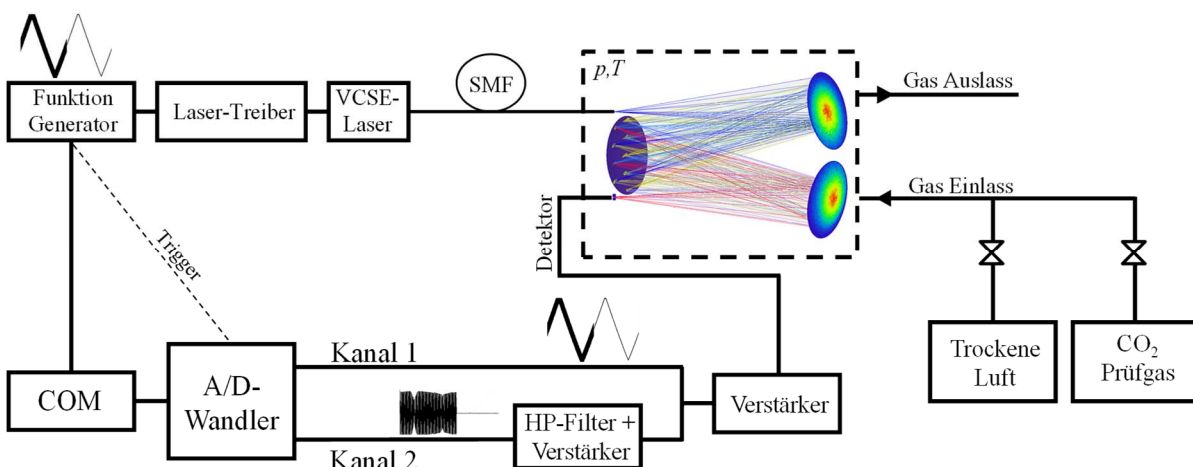 Funktion
Generator
Laser-Treiber
VCSE-
Laser
SMF
p,T
Gas Auslass
Gas Einlass
Detektor
Trigger
Trockene
Luft
CO₂
Prüfgas
Kanal 1
COM
A/D-
Wandler
HP-Filter +
Verstärker
Verstärker
Kanal 2